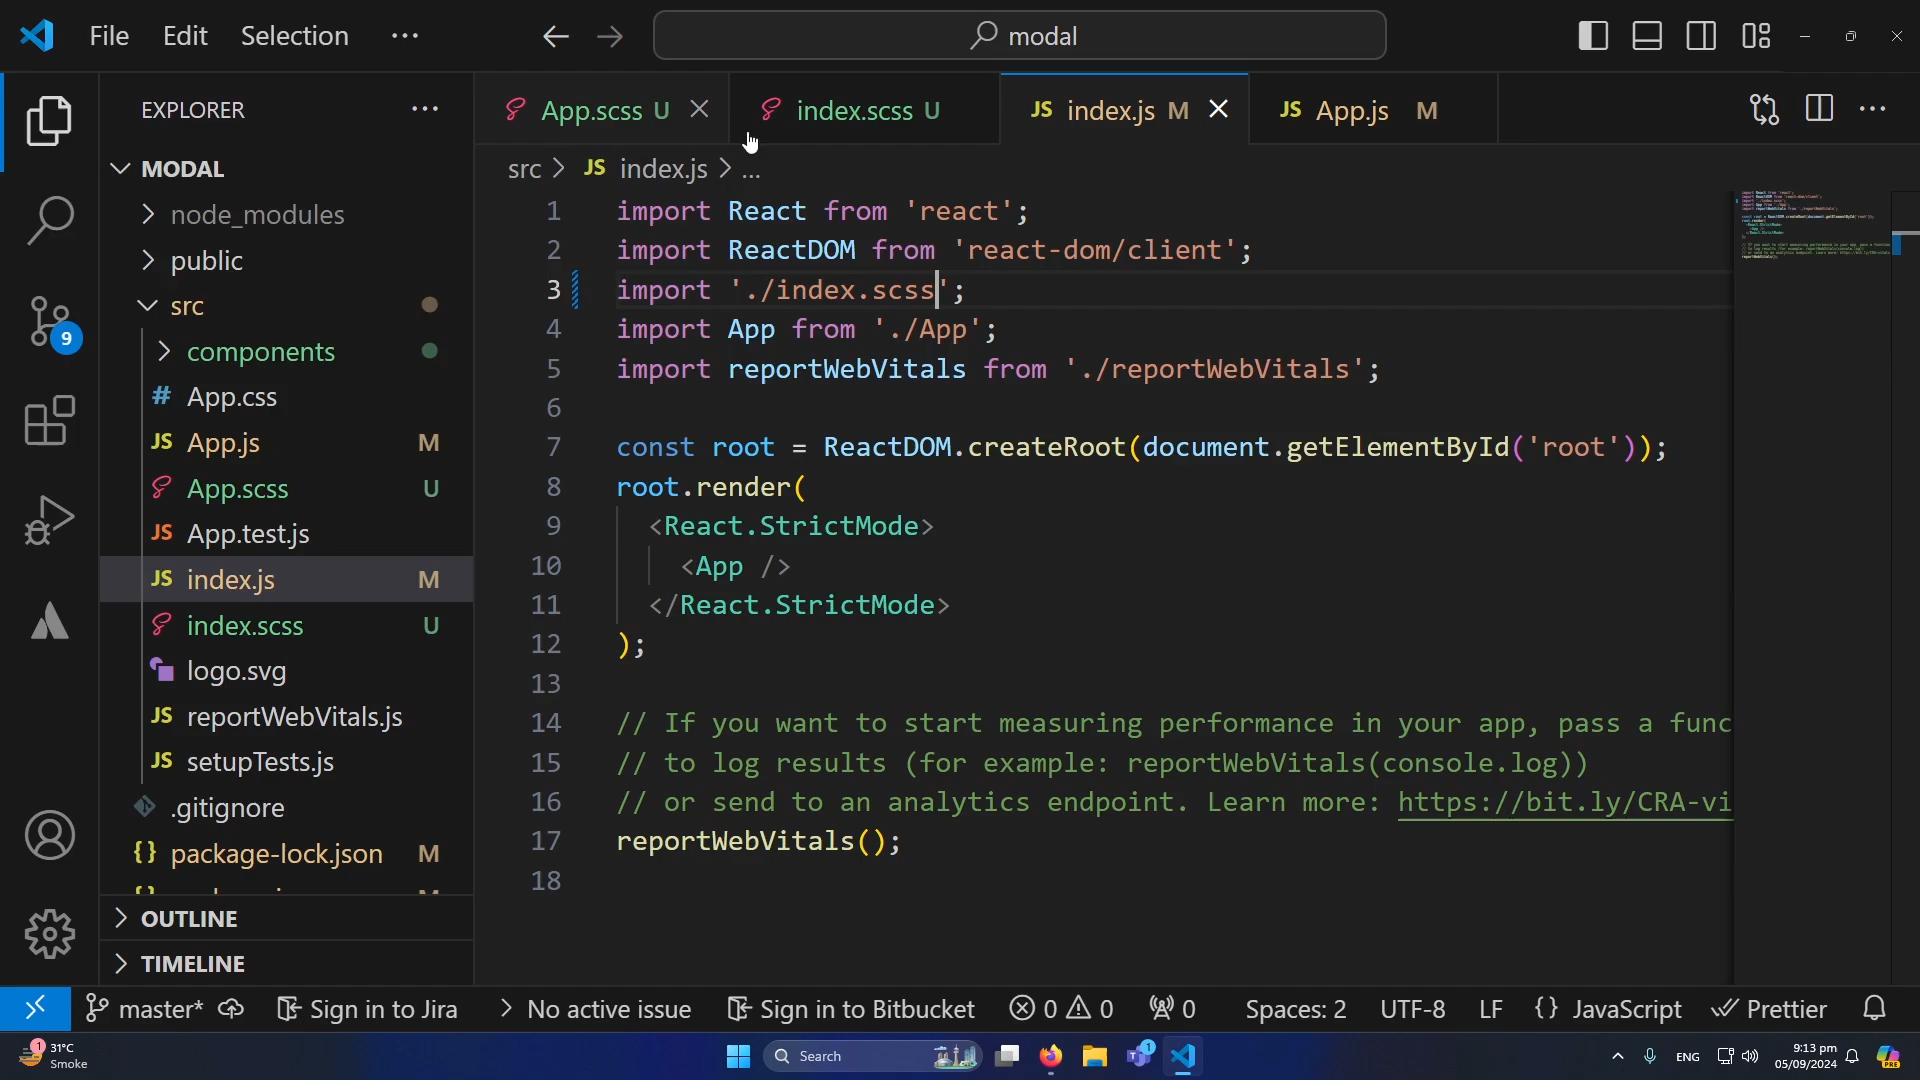 File Edit Selection ···
modal
EXPLORER ···
MODAL
node_modules
public
src
components
# App.css
JS App.js M
App.scss U
JS App.test.js
JS index.js M
index.scss U
logo.svg
JS reportWebVitals.js
JS setupTests.js
.gitignore
{} package-lock.json M
OUTLINE
TIMELINE
9
App.scss U
index.scss U
JS index.js M
JS App.js M
···
src > JS index.js > ...
1 import React from 'react';
2 import ReactDOM from 'react-dom/client';
3 import './index.scss';
4 import App from './App';
5 import reportWebVitals from './reportWebVitals';
6
7 const root = ReactDOM.createRoot(document.getElementById('root'));
8 root.render(
9 <React.StrictMode>
10 <App />
11 </React.StrictMode>
12 );
13
14 // If you want to start measuring performance in your app, pass a func
15 // to log results (for example: reportWebVitals(console.log))
16 // or send to an analytics endpoint. Learn more: https://bit.ly/CRA-vi
17 reportWebVitals();
18
master* Sign in to Jira > No active issue Sign in to Bitbucket 0 0 0 Spaces: 2 UTF-8 LF {} JavaScript Prettier
1
31°C
Smoke
Search
1
ENG
9:13 pm
05/09/2024
PRE